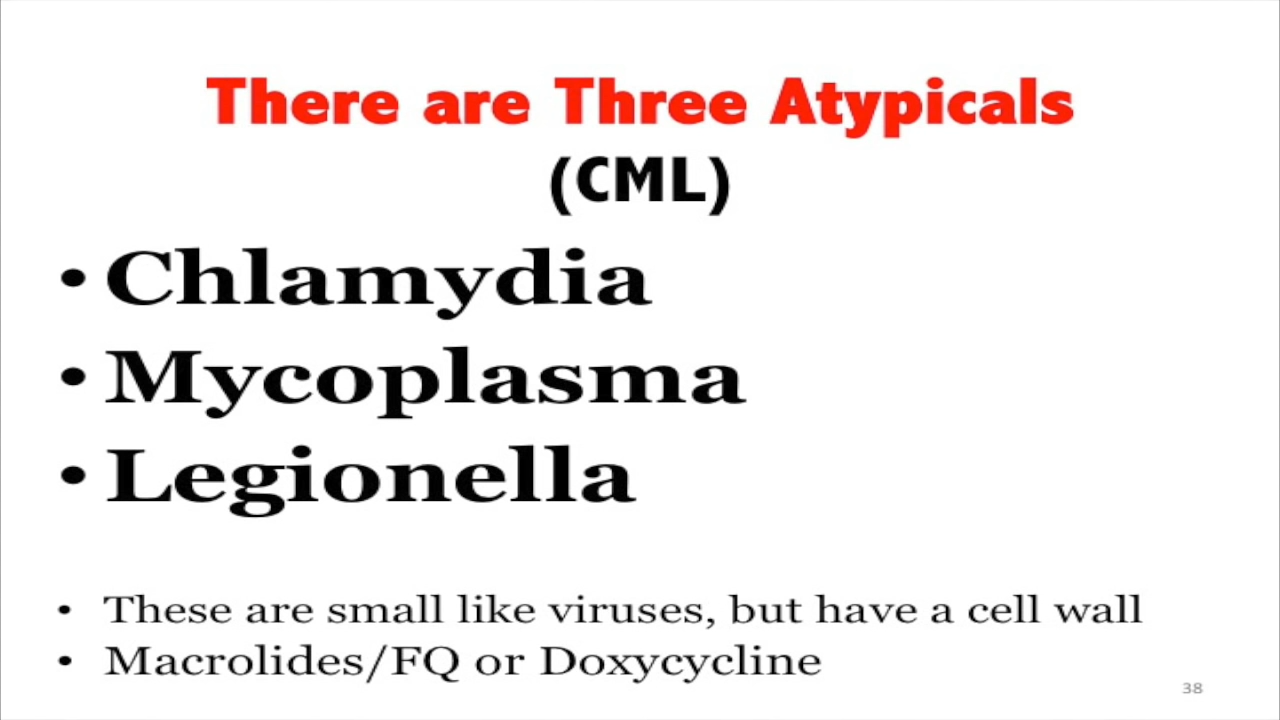 There are Three Atypicals
(CML)
• Chlamydia
• Mycoplasma
• Legionella
• These are small like viruses, but have a cell wall
• Macrolides/FQ or Doxycycline
38